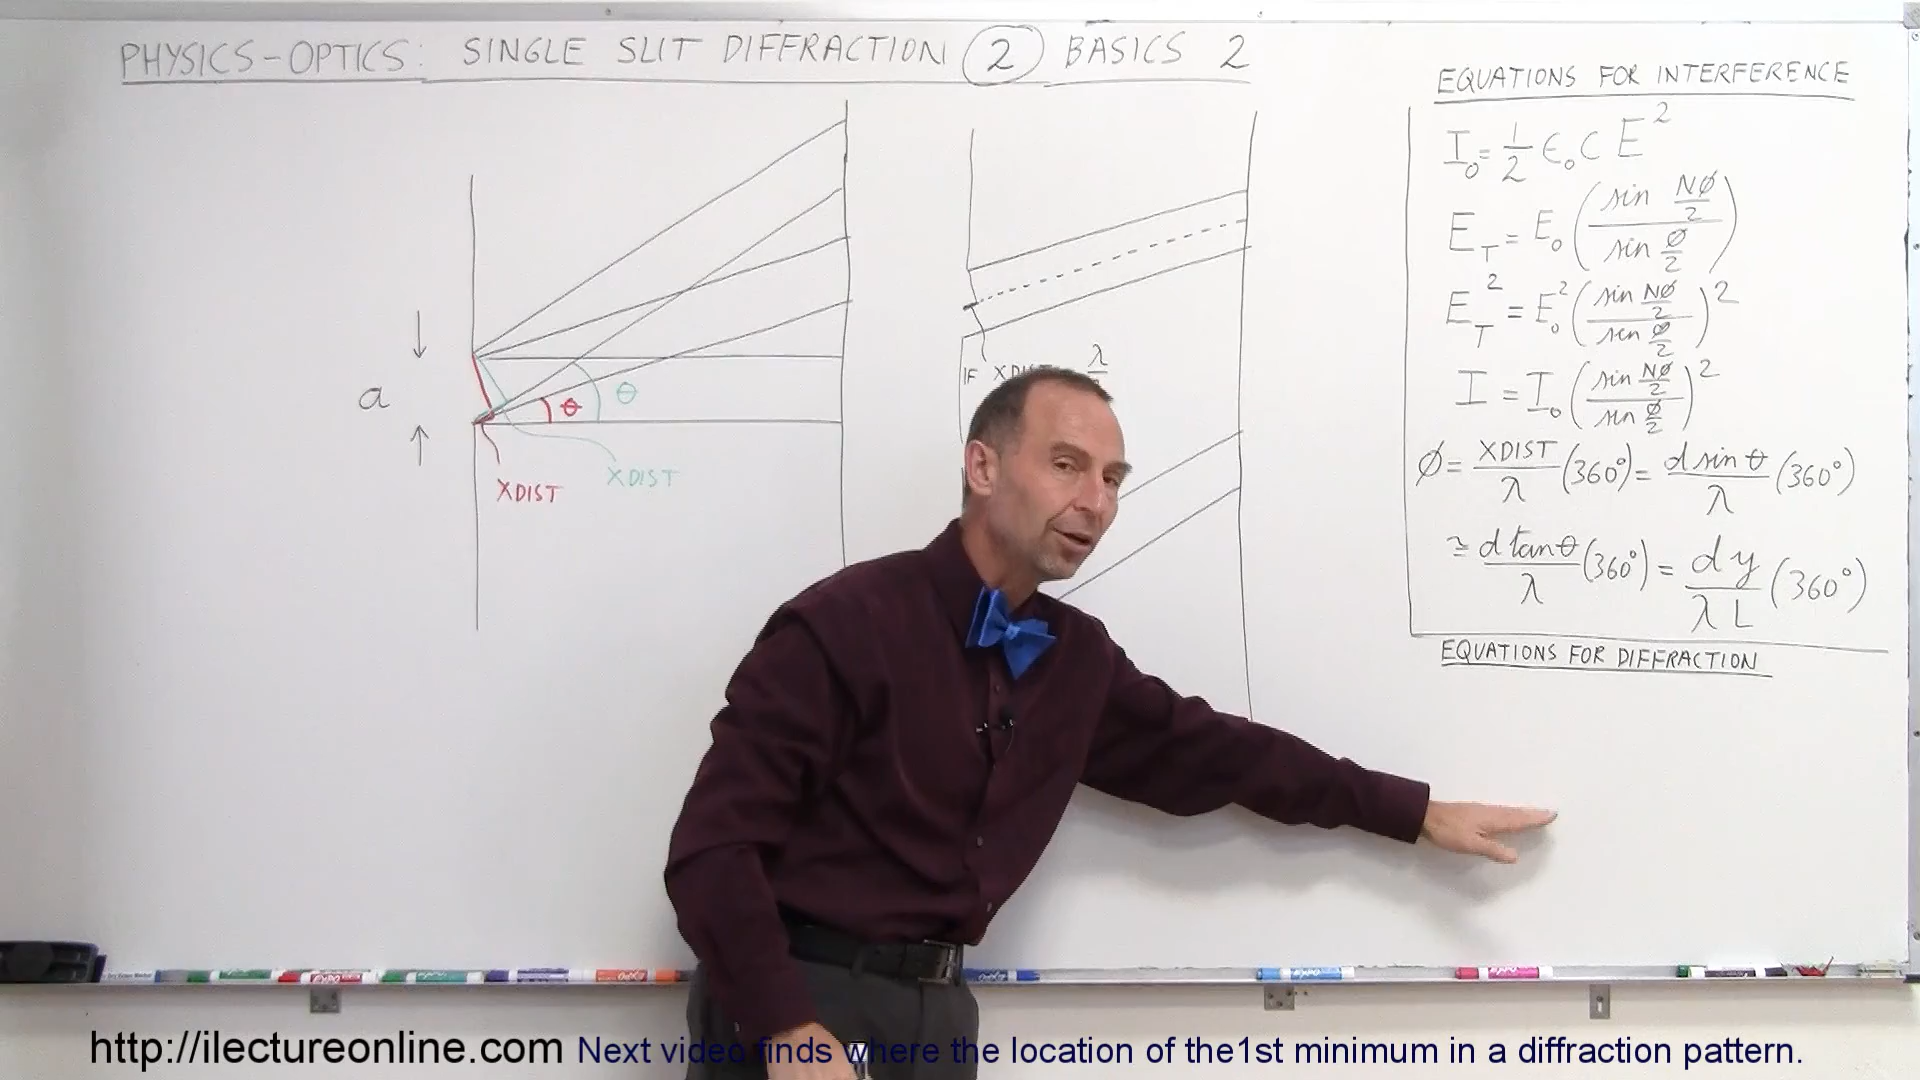 PHYSICS-OPTICS: SINGLE SLIT DIFFRACTION (2) BASICS 2
a
θ
θ
XDIST
XDIST
IF XDIST λ
EQUATIONS FOR INTERFERENCE
I₀ = 1/2 ϵ₀ C E²
E_T = E₀ (sin Nφ/2 / sin φ/2)
E_T² = E₀² (sin Nφ/2 / sin φ/2)²
I = I₀ (sin Nφ/2 / sin φ/2)²
φ = XDIST/λ (360°) = d sin θ/λ (360°)
≃ d tan θ/λ (360°) = d y/λ L (360°)
EQUATIONS FOR DIFFRACTION
http://ilectureonline.com Next video finds where the location of the1st minimum in a diffraction pattern.